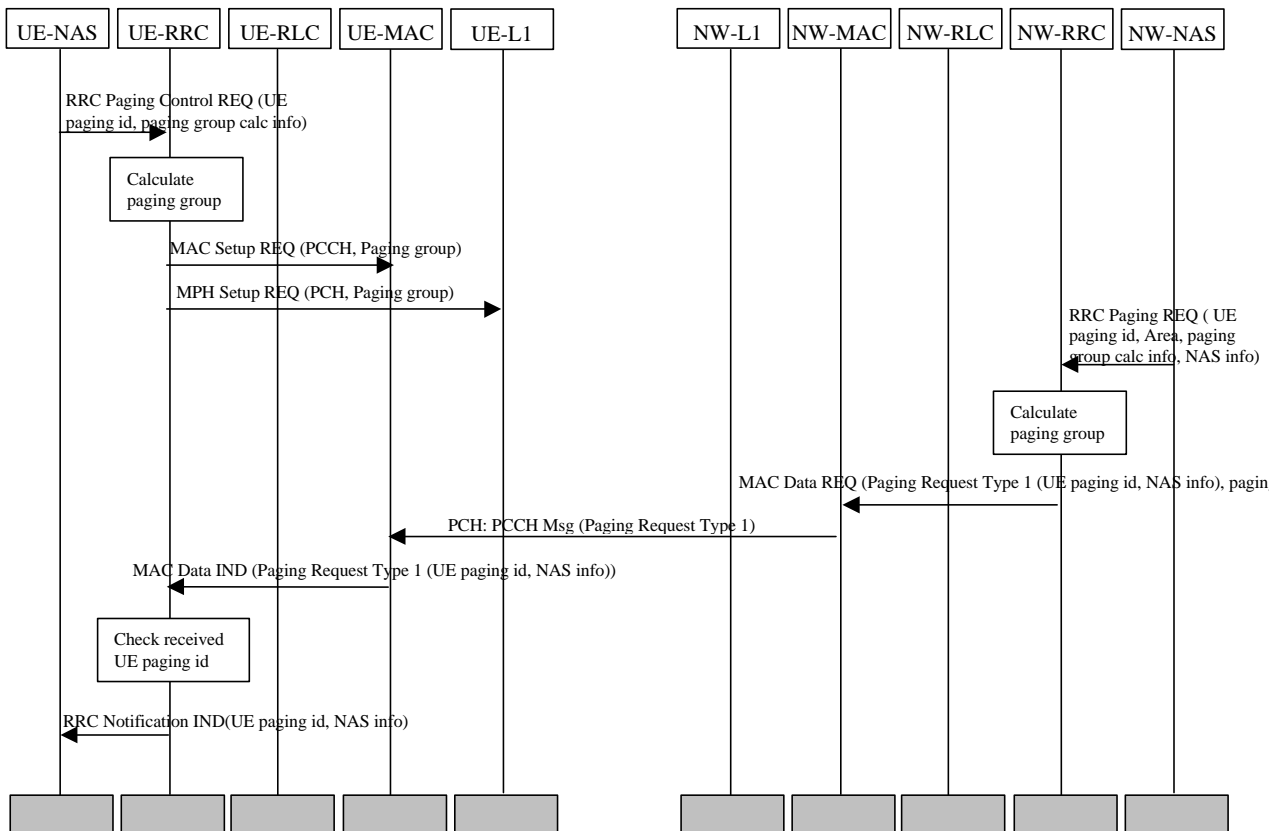 UE-NAS UE-RRC UE-RLC UE-MAC UE-L1 NW-L1 NW-MAC NW-RLC NW-RRC NW-NAS
RRC Paging Control REQ (UE
paging id, paging group calc info)
Calculate
paging group
MAC Setup REQ (PCCH, Paging group)
MPH Setup REQ (PCH, Paging group)
RRC Paging REQ ( UE
paging id, Area, paging
group calc info, NAS info)
Calculate
paging group
MAC Data REQ (Paging Request Type 1 (UE paging id, NAS info), pagin
PCH: PCCH Msg (Paging Request Type 1)
MAC Data IND (Paging Request Type 1 (UE paging id, NAS info))
Check received
UE paging id
RRC Notification IND(UE paging id, NAS info)